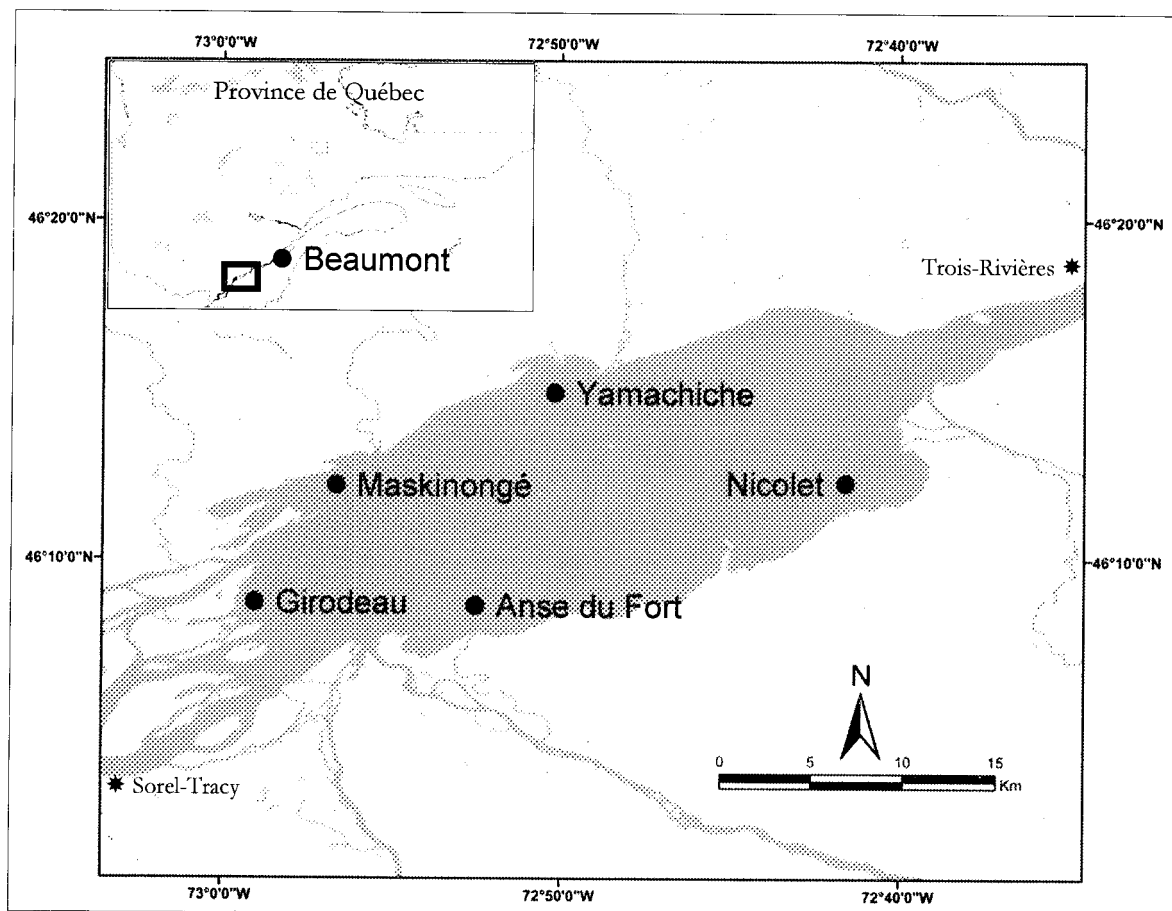 73°0'0"W
72°50'0"W
72°40'0"W
Province de Québec
46°20'0"N
46°20'0"N
Beaumont
Trois-Rivières
Yamachiche
Maskinongé
Nicolet
46°10'0"N
46°10'0"N
Girodeau
Anse du Fort
N
0 5 10 15
Km
Sorel-Tracy
73°0'0"W
72°50'0"W
72°40'0"W